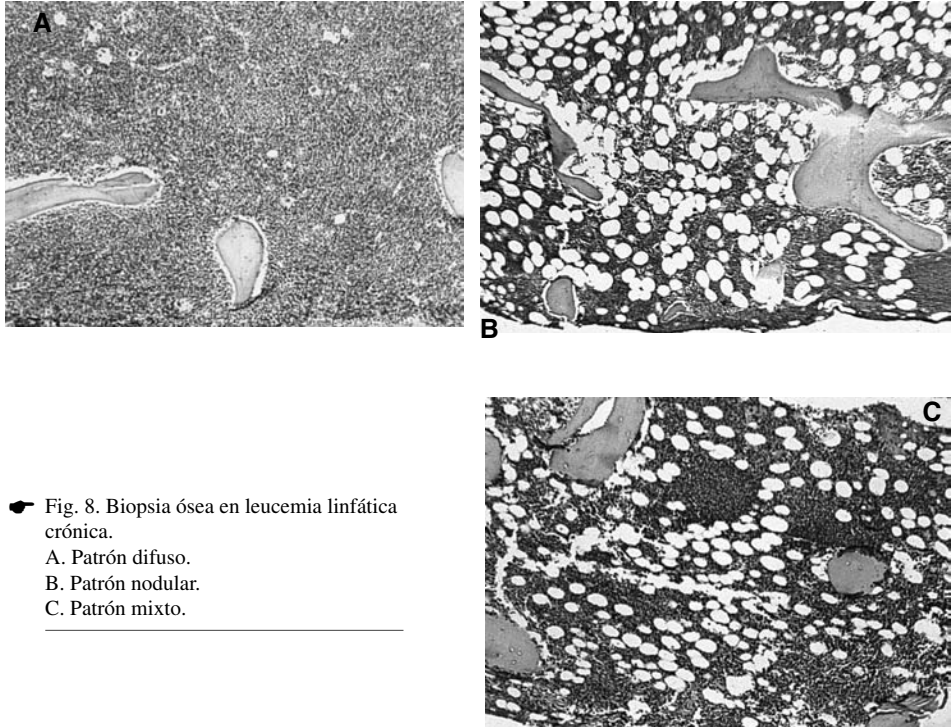 A
B
C
☛ Fig. 8. Biopsia ósea en leucemia linfática
crónica.
A. Patrón difuso.
B. Patrón nodular.
C. Patrón mixto.